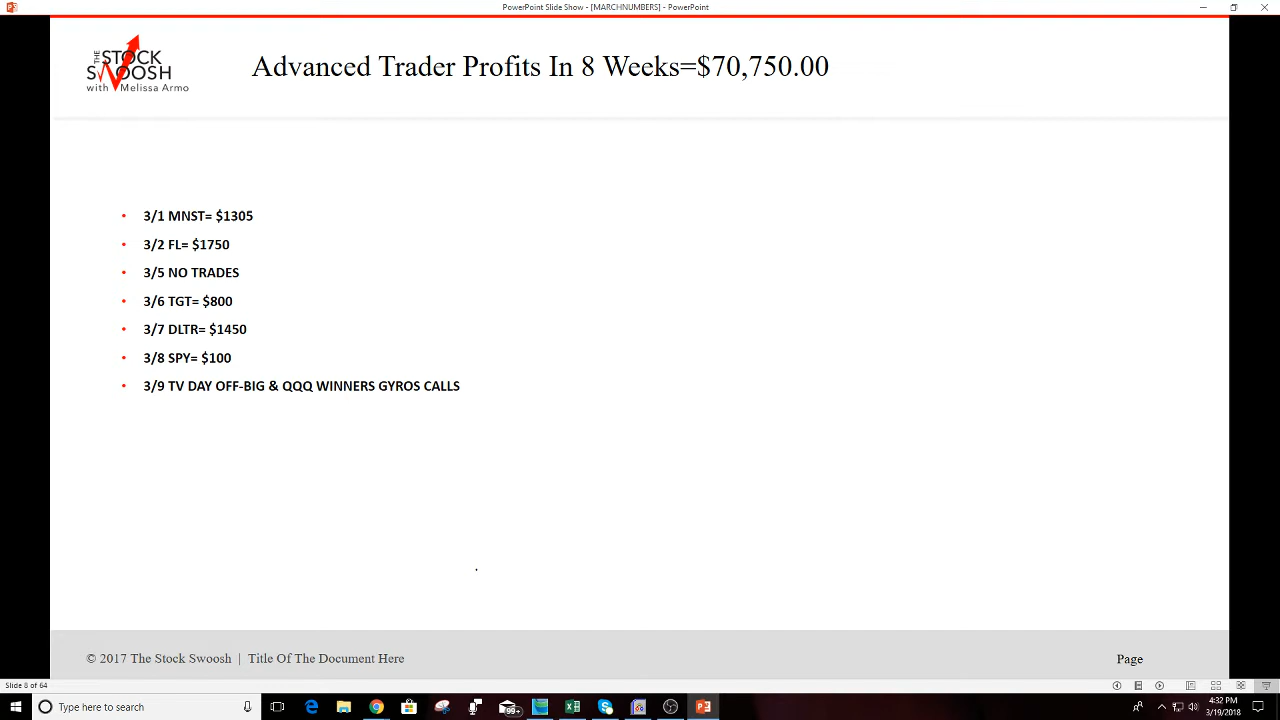 PowerPoint Slide Show - [MARCHNUMBERS] - PowerPoint
THE STOCK SWOOSH
with Melissa Armo
Advanced Trader Profits In 8 Weeks=$70,750.00
• 3/1 MNST= $1305
• 3/2 FL= $1750
• 3/5 NO TRADES
• 3/6 TGT= $800
• 3/7 DLTR= $1450
• 3/8 SPY= $100
• 3/9 TV DAY OFF-BIG & QQQ WINNERS GYROS CALLS
© 2017 The Stock Swoosh | Title Of The Document Here
Page
Slide 8 of 64
Type here to search
99+
4:32 PM
3/19/2018